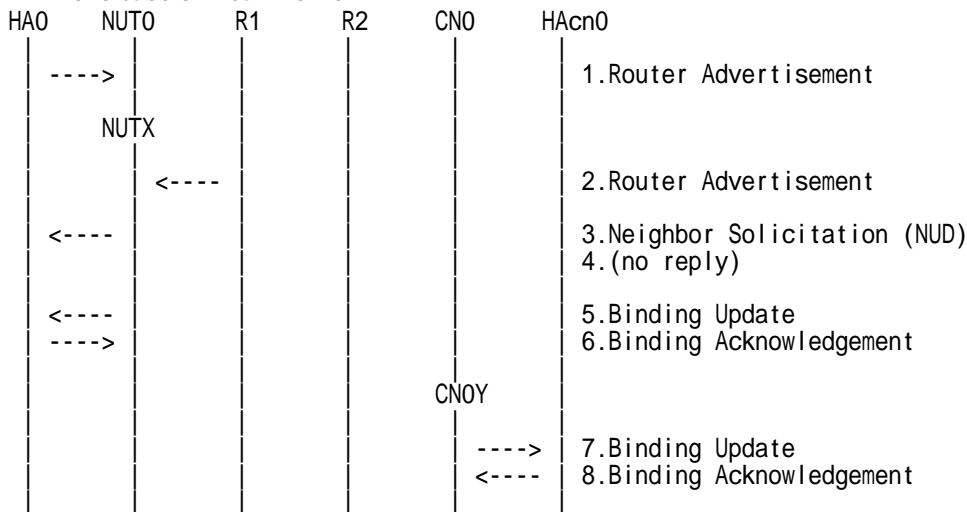 HA0 NUT0 R1 R2 CN0 HAcn0
----> 1.Router Advertisement
NUTX
<---- 2.Router Advertisement
<---- 3.Neighbor Solicitation (NUD)
4.(no reply)
<---- 5.Binding Update
----> 6.Binding Acknowledgement
CN0Y
----> 7.Binding Update
<---- 8.Binding Acknowledgement